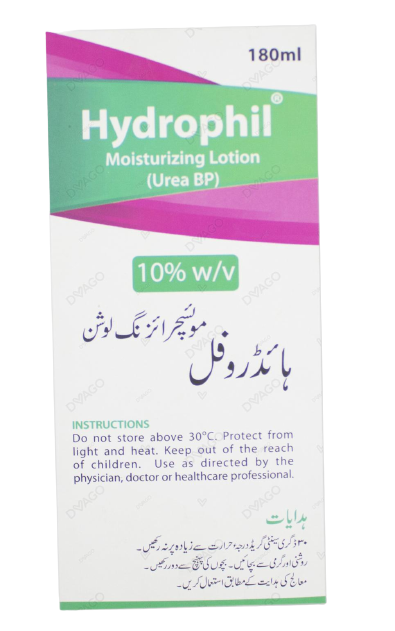 180ml
Hydrophil®
Moisturizing Lotion
(Urea BP)
10% w/v
موئسچرائزنگ لوشن
ہائڈروفل
INSTRUCTIONS
Do not store above 30°C. Protect from
light and heat. Keep out of the reach
of children. Use as directed by the
physician, doctor or healthcare professional.
ہدایات
۳۰ ڈگری سینٹی گریڈ درجہ حرارت سے زیادہ پر نہ رکھیں۔
روشنی اور گرمی سے بچائیں۔ بچوں کی پہنچ سے دور رکھیں۔
معالج کی ہدایت کے مطابق استعمال کریں۔
DVAGO